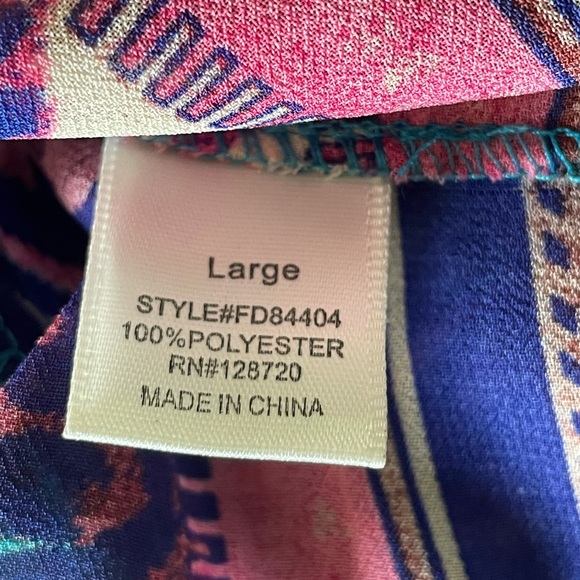 Large
STYLE#FD84404
100%POLYESTER
RN#128720
MADE IN CHINA